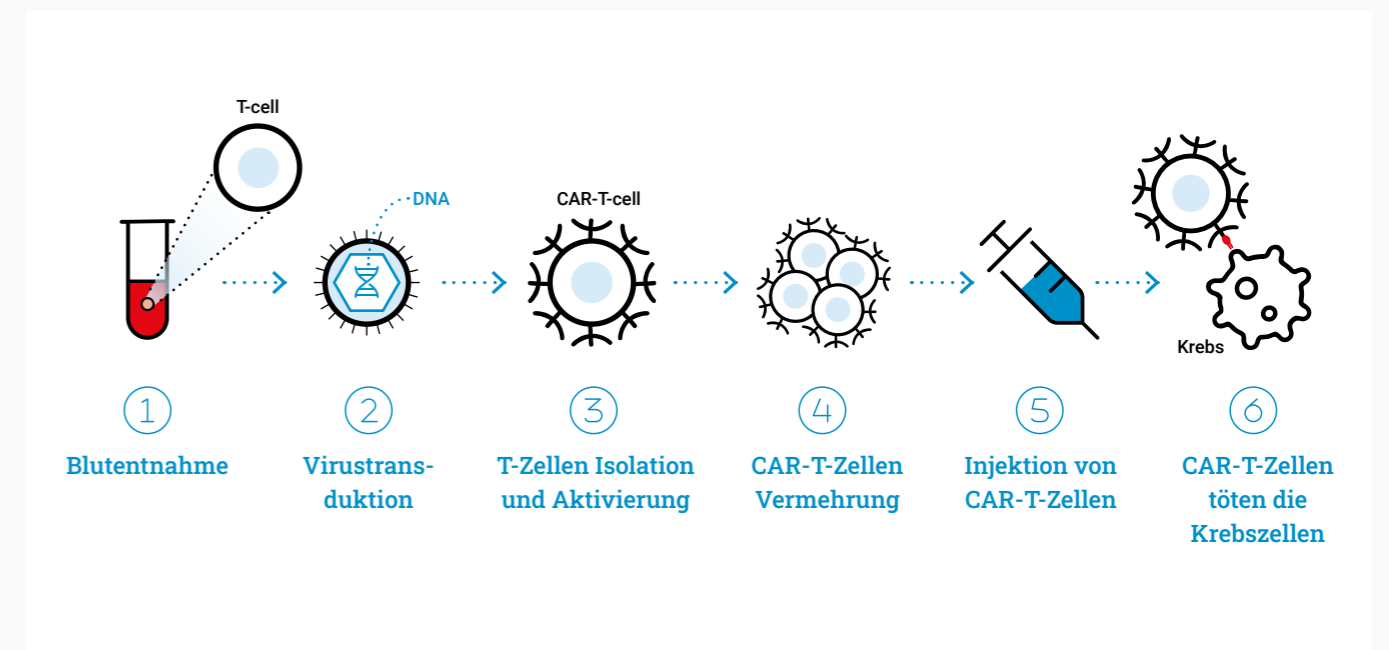 T-cell
DNA
CAR-T-cell
Krebs
1
Blutentnahme
2
Virustrans-
duktion
3
T-Zellen Isolation
und Aktivierung
4
CAR-T-Zellen
Vermehrung
5
Injektion von
CAR-T-Zellen
6
CAR-T-Zellen
töten die
Krebszellen